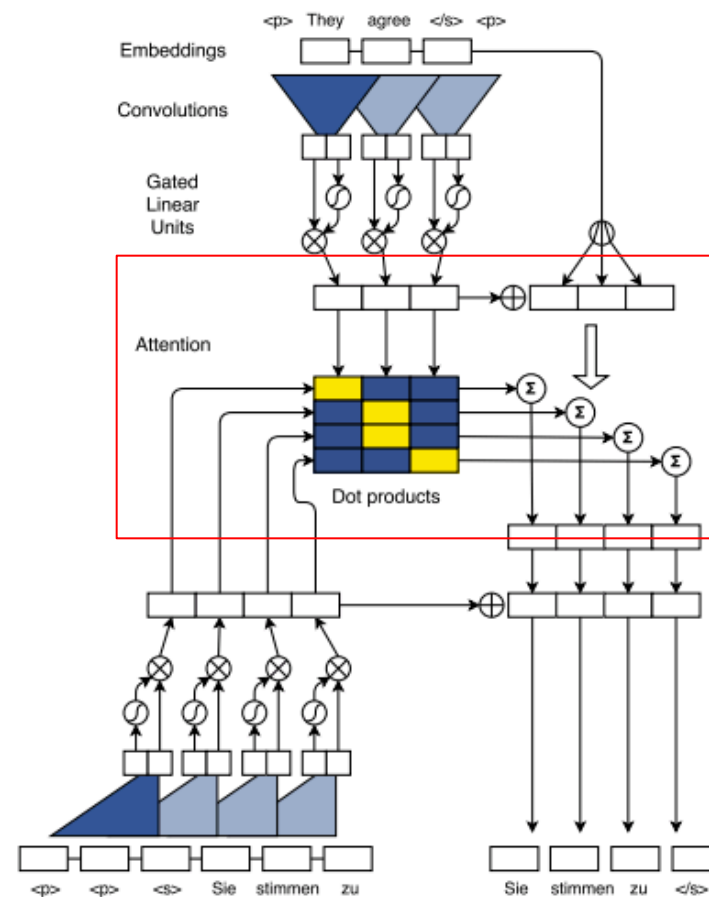 <p> They agree </s> <p>
Embeddings
Convolutions
Gated
Linear
Units
Attention
Σ
Σ
Σ
Σ
Dot products
<p> <p> <s> Sie stimmen zu
Sie stimmen zu </s>